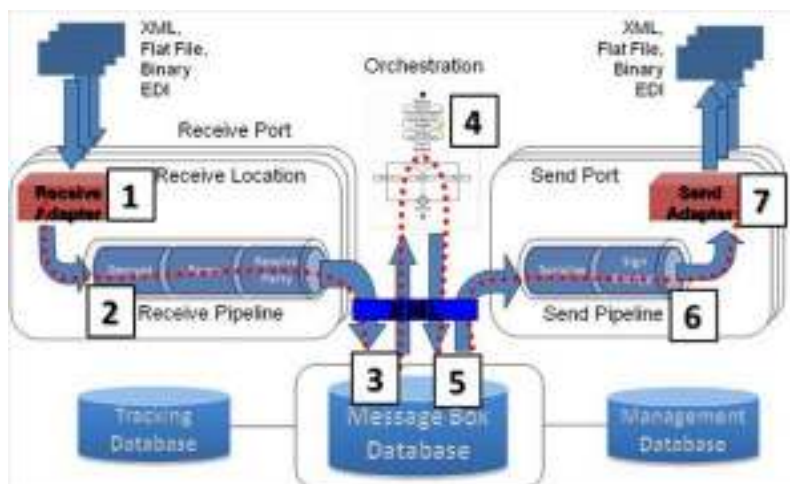 XML,
Flat File,
Binary
EDI
XML,
Flat File,
Binary
EDI
Orchestration
4
Receive Port
Receive Location
Send Port
Receive
Adapter
1
Send
Adapter
7
2
Receive Pipeline
Send Pipeline
6
3
5
Tracking
Database
Message Box
Database
Management
Database